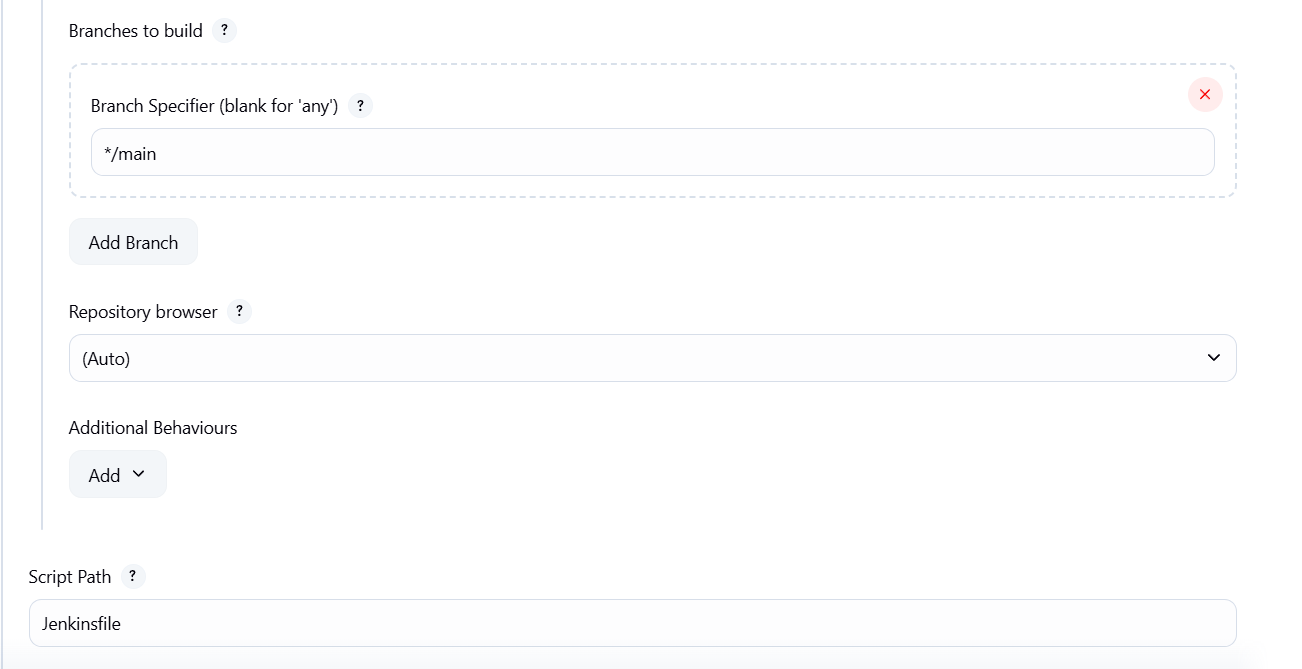 Branches to build ?
Branch Specifier (blank for 'any') ?
*/main
Add Branch
Repository browser ?
(Auto)
Additional Behaviours
Add
Script Path ?
Jenkinsfile